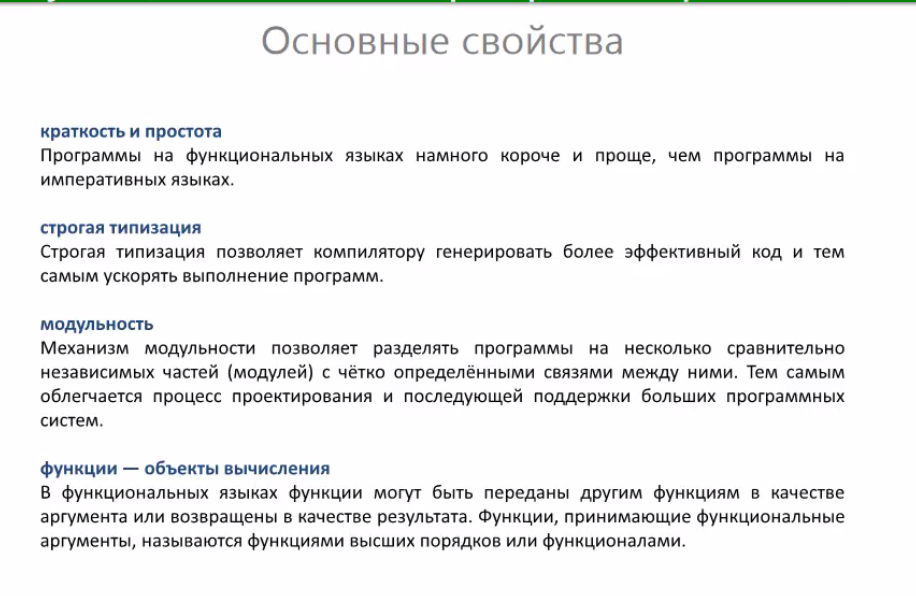 Основные свойства
краткость и простота
Программы на функциональных языках намного короче и проще, чем программы на
императивных языках.
строгая типизация
Строгая типизация позволяет компилятору генерировать более эффективный код и тем
самым ускорять выполнение программ.
модульность
Механизм модульности позволяет разделять программы на несколько сравнительно
независимых частей (модулей) с чётко определёнными связями между ними. Тем самым
облегчается процесс проектирования и последующей поддержки больших программных
систем.
функции — объекты вычисления
В функциональных языках функции могут быть переданы другим функциям в качестве
аргумента или возвращены в качестве результата. Функции, принимающие функциональные
аргументы, называются функциями высших порядков или функционалами.